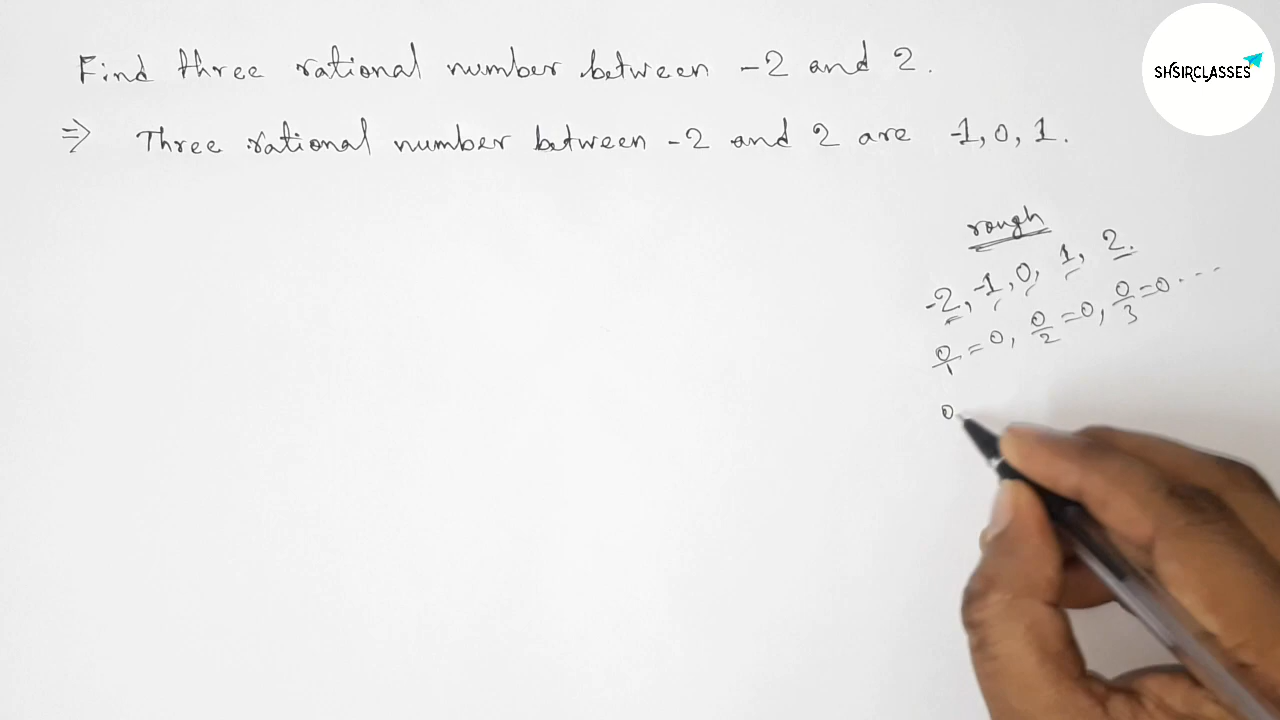 SHSIRCLASSES
Find three rational number between -2 and 2.
⇒ Three rational number between -2 and 2 are -1, 0, 1.
rough
-2, -1, 0, 1, 2.
0/1 = 0, 0/2 = 0, 0/3 = 0 ...
0